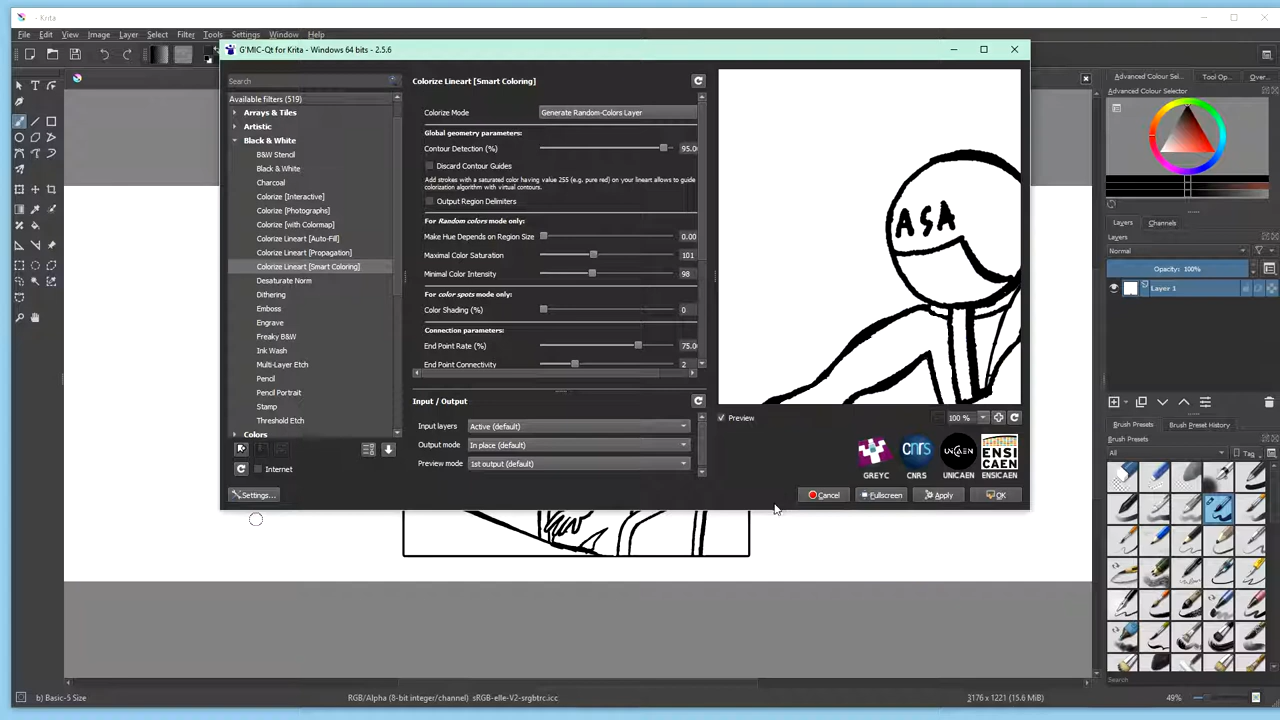 - Krita
File Edit View Image Layer Select Filter Tools Settings Window Help
G'MIC-Qt for Krita - Windows 64 bits - 2.5.6
Search
Available filters (519)
Arrays & Tiles
Artistic
Black & White
B&W Stencil
Black & White
Charcoal
Colorize [Interactive]
Colorize [Photographs]
Colorize [with Colormap]
Colorize Lineart [Auto-Fill]
Colorize Lineart [Propagation]
Colorize Lineart [Smart Coloring]
Desaturate Norm
Dithering
Emboss
Engrave
Freaky B&W
Ink Wash
Multi-Layer Etch
Pencil
Pencil Portrait
Stamp
Threshold Etch
Colors
Internet
Settings...
Colorize Lineart [Smart Coloring]
Colorize Mode Generate Random-Colors Layer
Global geometry parameters:
Contour Detection (%) 95.0
Discard Contour Guides
Add strokes with a saturated color having value 255 (e.g. pure red) on your lineart allows to guide
colorization algorithm with virtual contours.
Output Region Delimiters
For Random colors mode only:
Make Hue Depends on Region Size 0.00
Maximal Color Saturation 101
Minimal Color Intensity 98
For color spots mode only:
Color Shading (%) 0
Connection parameters:
End Point Rate (%) 75.0
End Point Connectivity 2
Input / Output
Input layers Active (default)
Output mode In place (default)
Preview mode 1st output (default)
ASA
Preview
100 %
GREYC CNRS UNICAEN ENSICAEN
Cancel Fullscreen Apply OK
Advanced Colour Sel... Tool Op... Over...
Advanced Colour Selector
Layers Channels
Layers
Normal
Opacity: 100%
Layer 1
Brush Presets Brush Preset History
Brush Presets
All Tag
Search
b) Basic-5 Size
RGB/Alpha (8-bit integer/channel) sRGB-elle-V2-srgbtrc.icc
3176 x 1221 (15.6 MiB)
49%